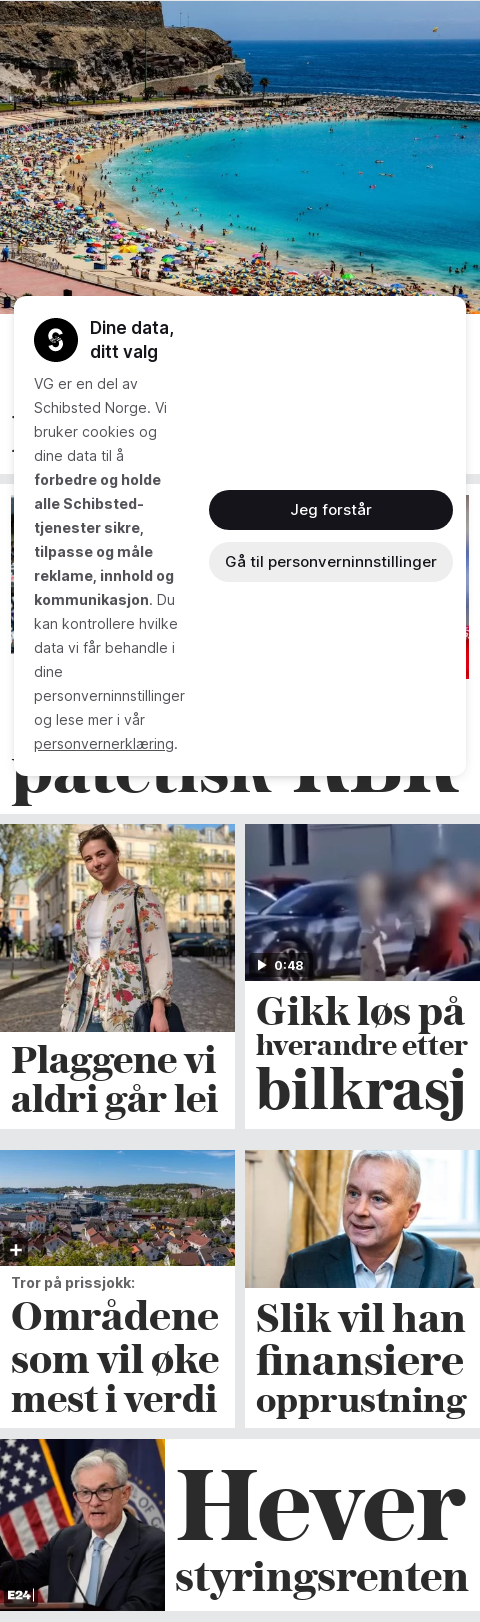 Dine data,
ditt valg
VG er en del av
Schibsted Norge. Vi
bruker cookies og
dine data til å
forbedre og holde
alle Schibsted-
tjenester sikre,
tilpasse og måle
reklame, innhold og
kommunikasjon. Du
kan kontrollere hvilke
data vi får behandle i
dine
personverninnstillinger
og lese mer i vår
personvernerklæring.
Jeg forstår
Gå til personverninnstillinger
patetisk RBK
0:48
Plaggene vi
aldri går lei
Gikk løs på
hverandre etter
bilkrasj
Tror på prissjokk:
Områdene
som vil øke
mest i verdi
Slik vil han
finansiere
opprustning
E24
Hever
styringsrenten